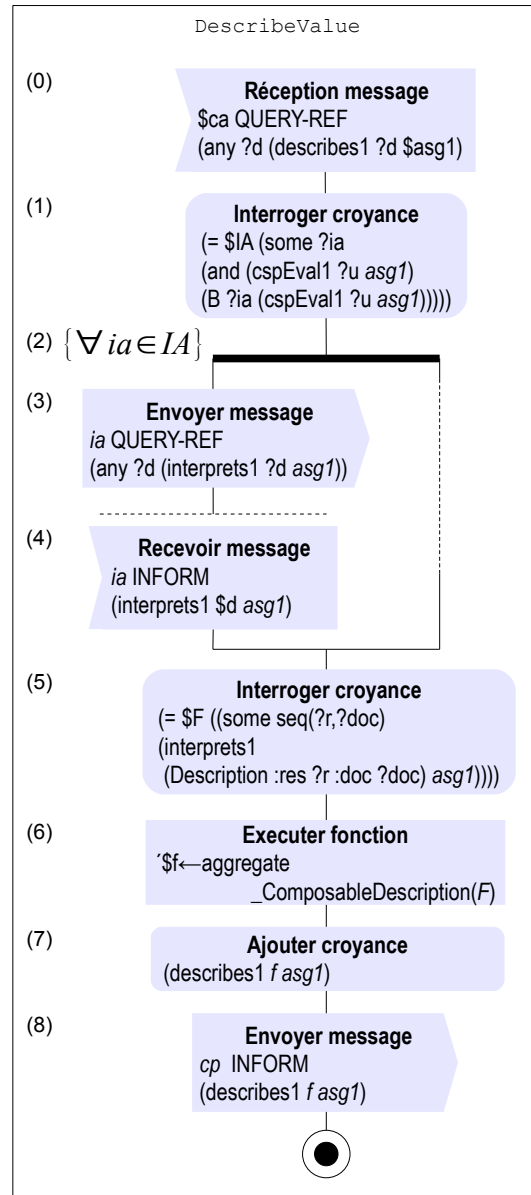 DescribeValue
(0)
Réception message
$ca QUERY-REF
(any ?d (describes1 ?d $asg1)
(1)
Interroger croyance
(= $IA (some ?ia
(and (cspEval1 ?u asg1)
(B ?ia (cspEval1 ?u asg1)))))
(2) {∀ ia∈IA}
(3)
Envoyer message
ia QUERY-REF
(any ?d (interprets1 ?d asg1))
(4)
Recevoir message
ia INFORM
(interprets1 $d asg1)
(5)
Interroger croyance
(= $F ((some seq(?r,?doc)
(interprets1
(Description :res ?r :doc ?doc) asg1))))
(6)
Executer fonction
´$f←aggregate
_ComposableDescription(F)
(7)
Ajouter croyance
(describes1 f asg1)
(8)
Envoyer message
cp INFORM
(describes1 f asg1)